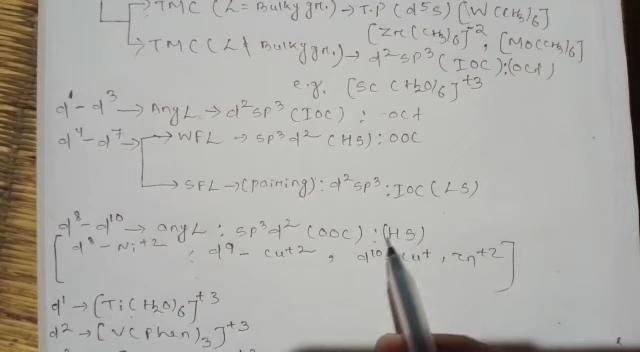 → TMC (L = Bulky gr.) → T.P (d⁵s) [W(CH3)6]
[Zr(CH3)6]⁻², [Mo(CH3)6]
→ TMC (L ≠ Bulky gr.) → d²sp³ (IOC) : (Oct)
e.g. [Sc(H2O)6]⁺³
d¹ - d³ → Any L → d²sp³ (IOC) : Oct
d⁴ - d⁷ → → WFL → sp³d² (HS) : OOC
→ SFL → (pairing) : d²sp³ : IOC (LS)
d⁸ - d¹⁰ → any L : sp³d² (OOC) : (HS)
[d⁸ - Ni⁺² : d⁹ - Cu⁺², d¹⁰ Cu⁺, Zn⁺²]
d¹ → [Ti(H2O)6]⁺³
d² → [V(phen)3]⁺³